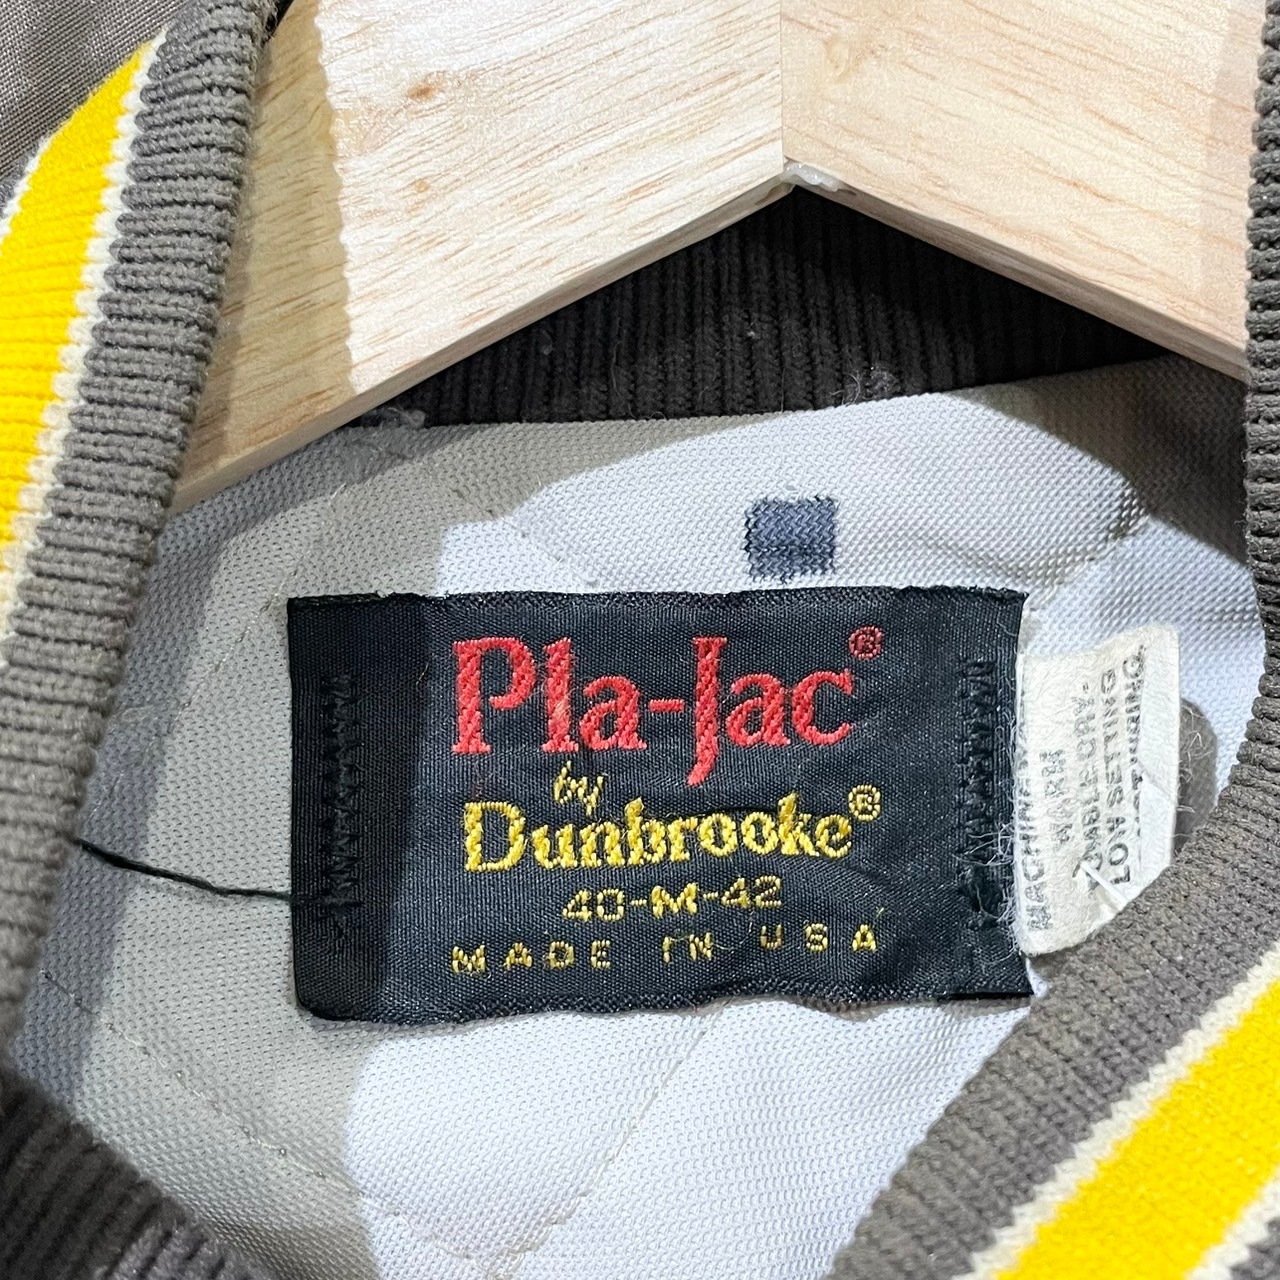 Pla-Jac®
by
Dunbrooke®
40-M-42
MADE IN USA
MACHINE
WARM
TUMBLE DRY.
LOW SETTING